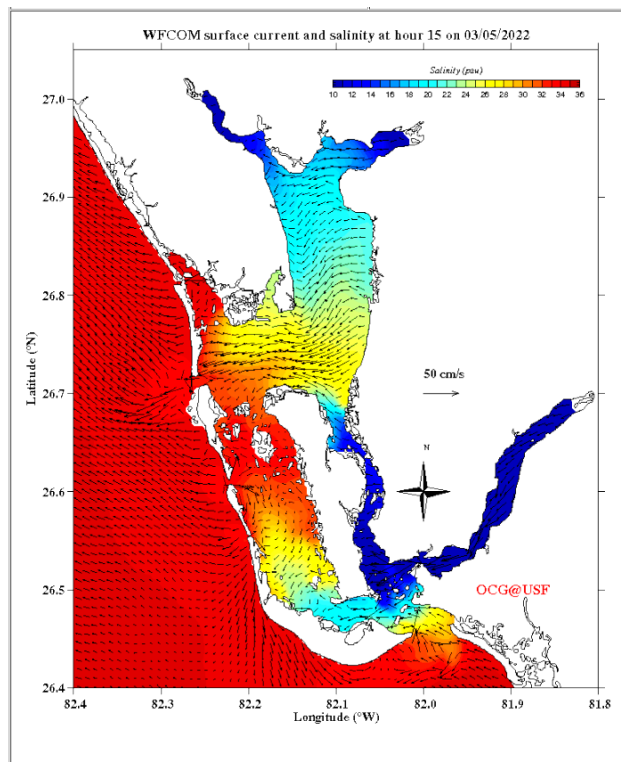 WFCOM surface current and salinity at hour 15 on 03/05/2022
Salinity (psu)
10 12 14 16 18 20 22 24 26 28 30 32 34 36
27.0
26.9
26.8
26.7
26.6
26.5
26.4
Latitude (°N)
50 cm/s
N
OCG@USF
82.4 82.3 82.2 82.1 82.0 81.9 81.8
Longitude (°W)